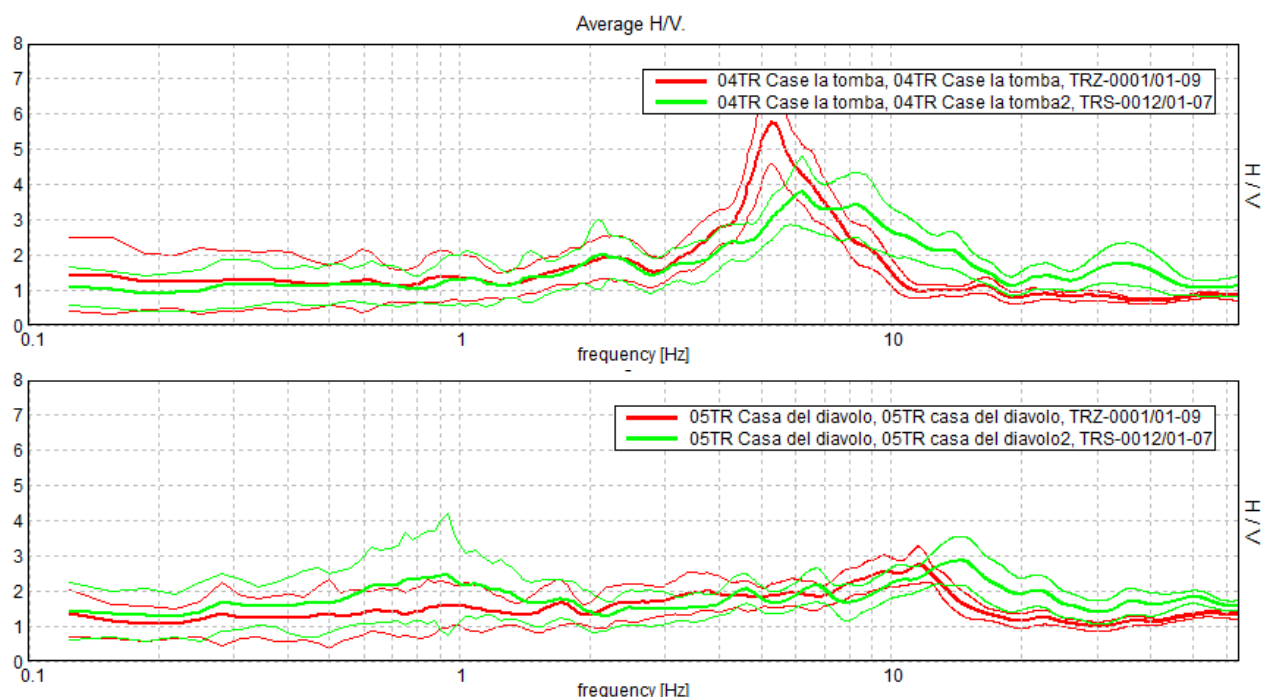 Average H/V.
8
7
6
5
4
3
2
1
0
04TR Case la tomba, 04TR Case la tomba, TRZ-0001/01-09
04TR Case la tomba, 04TR Case la tomba2, TRS-0012/01-07
H / V
0.1 1 10
frequency [Hz]
8
7
6
5
4
3
2
1
0
05TR Casa del diavolo, 05TR casa del diavolo, TRZ-0001/01-09
05TR Casa del diavolo, 05TR casa del diavolo2, TRS-0012/01-07
H / V
0.1 1 10
frequency [Hz]